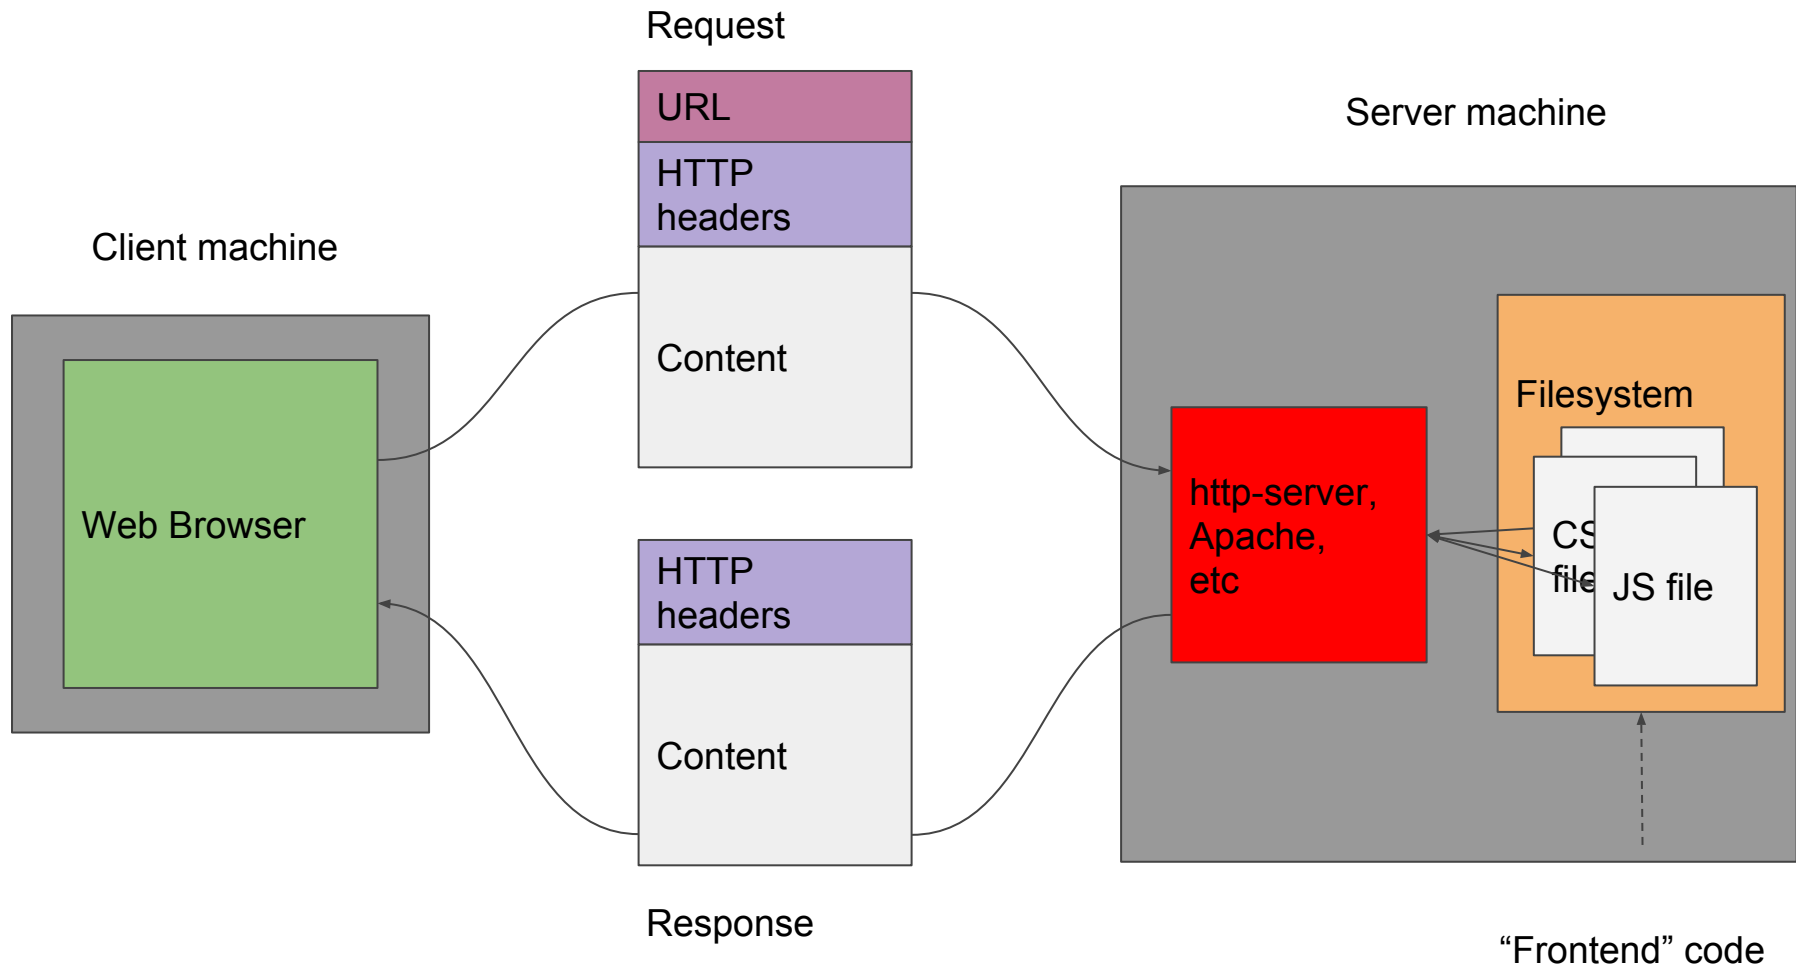 Request
URL
HTTP
headers
Content
Client machine
Web Browser
HTTP
headers
Content
Response
Server machine
http-server,
Apache,
etc
Filesystem
JS file
“Frontend” code